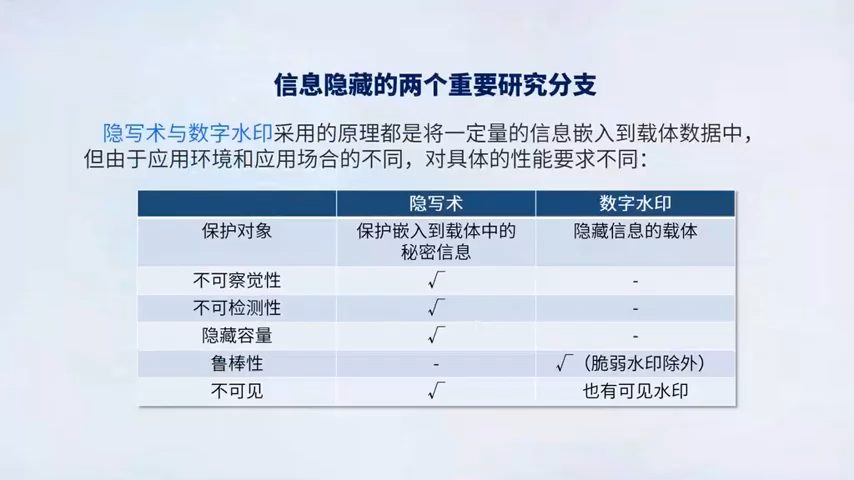 信息隐藏的两个重要研究分支
隐写术与数字水印采用的原理都是将一定量的信息嵌入到载体数据中，
但由于应用环境和应用场合的不同，对具体的性能要求不同：
隐写术 数字水印
保护对象 保护嵌入到载体中的 隐藏信息的载体
秘密信息
不可察觉性 √ -
不可检测性 √ -
隐藏容量 √ -
鲁棒性 - √（脆弱水印除外）
不可见 √ 也有可见水印